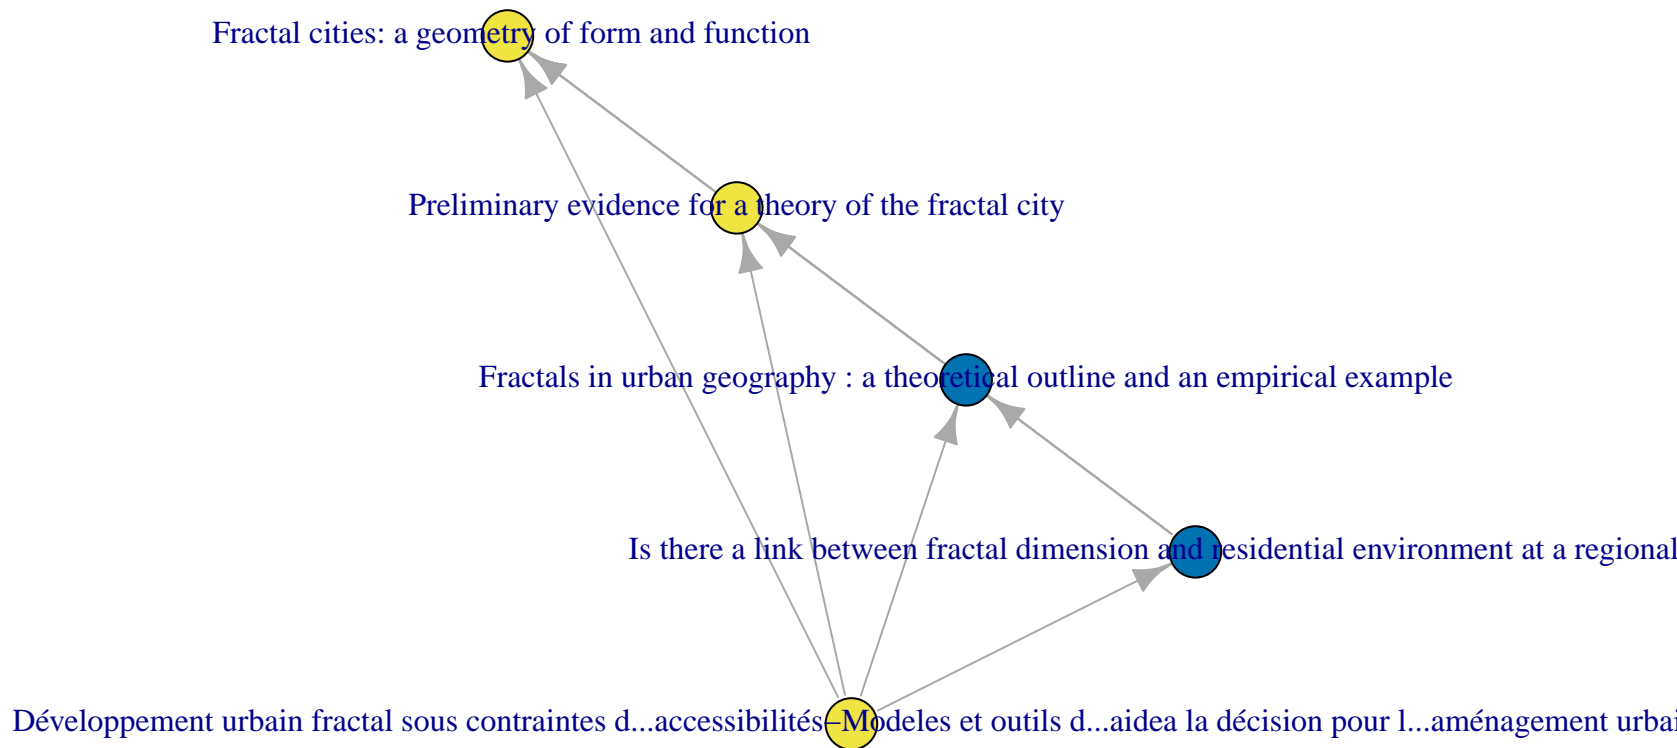 Fractal cities: a geometry of form and function
Preliminary evidence for a theory of the fractal city
Fractals in urban geography : a theoretical outline and an empirical example
Is there a link between fractal dimension and residential environment at a regional
Développement urbain fractal sous contraintes d...accessibilités–Modeles et outils d...aidea la décision pour l...aménagement urbai